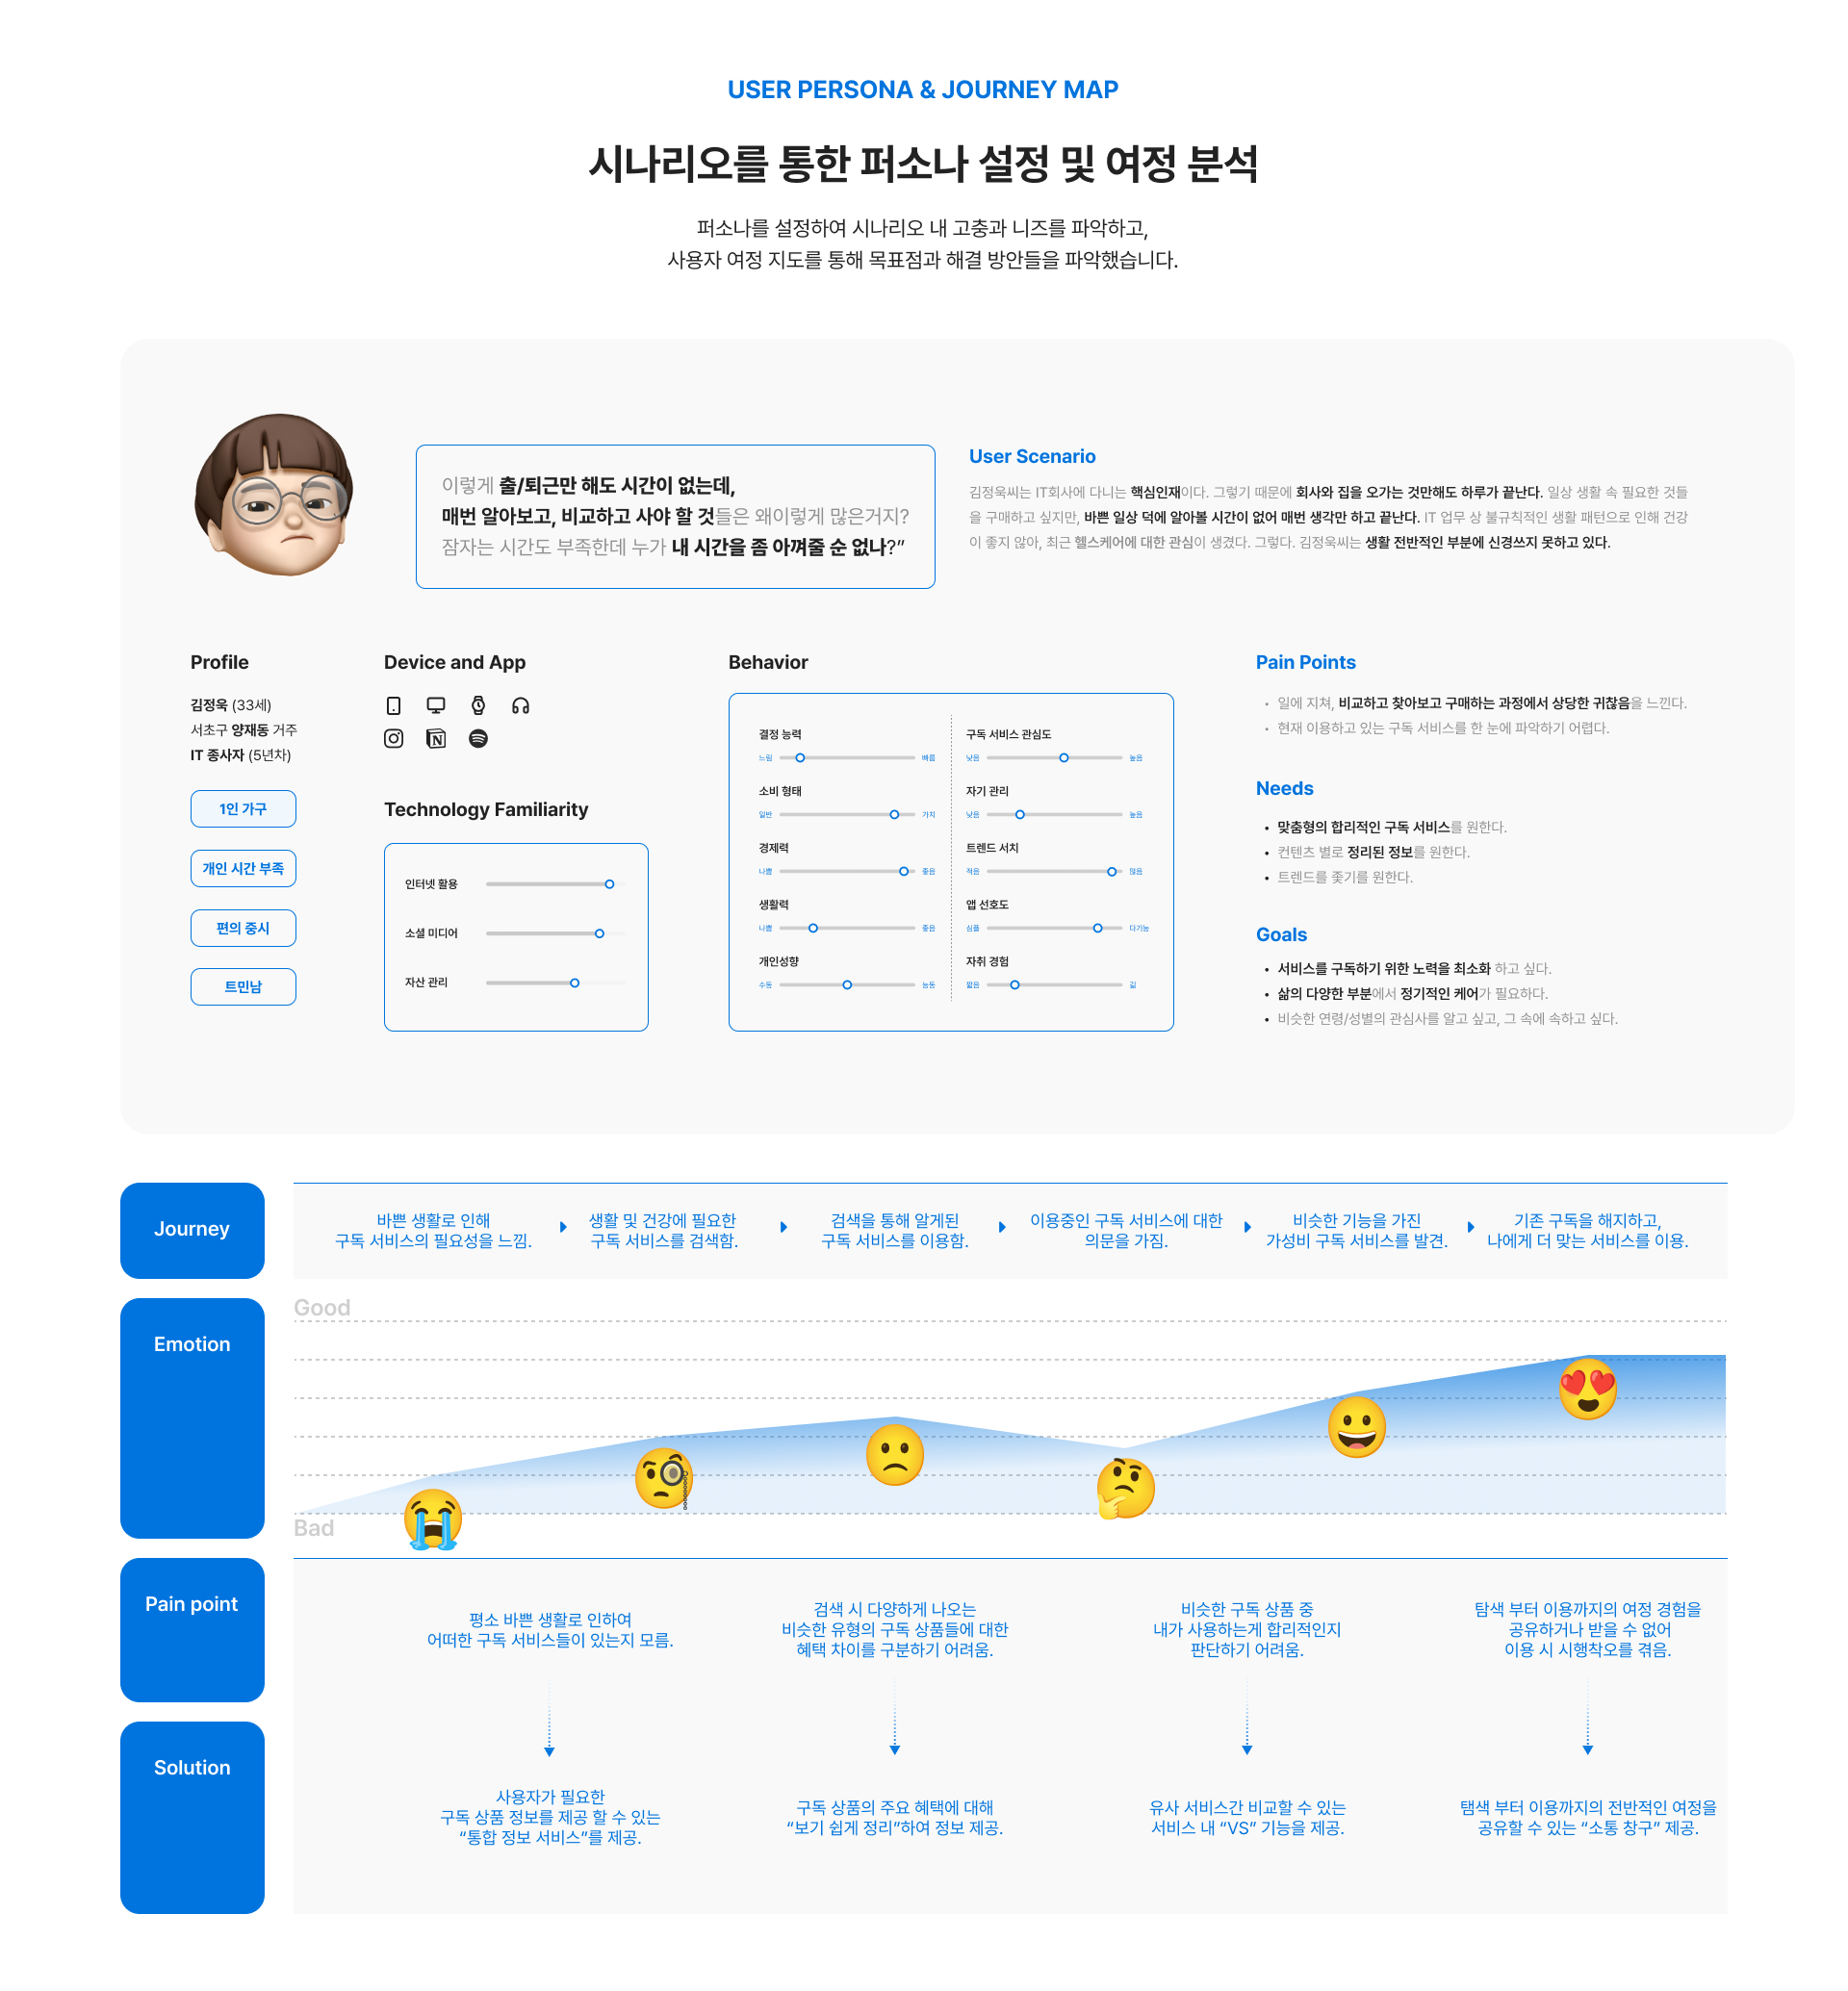 USER PERSONA & JOURNEY MAP
시나리오를 통한 퍼소나 설정 및 여정 분석
퍼소나를 설정하여 시나리오 내 고충과 니즈를 파악하고,
사용자 여정 지도를 통해 목표점과 해결 방안들을 파악했습니다.
이렇게 출/퇴근만 해도 시간이 없는데,
매번 알아보고, 비교하고 사야 할 것들은 왜이렇게 많은거지?
잠자는 시간도 부족한데 누가 내 시간을 좀 아껴줄 순 없나?”
User Scenario
김정욱씨는 IT회사에 다니는 핵심인재이다. 그렇기 때문에 회사와 집을 오가는 것만해도 하루가 끝난다. 일상 생활 속 필요한 것들
을 구매하고 싶지만, 바쁜 일상 덕에 알아볼 시간이 없어 매번 생각만 하고 끝난다. IT 업무 상 불규칙적인 생활 패턴으로 인해 건강
이 좋지 않아, 최근 헬스케어에 대한 관심이 생겼다. 그렇다. 김정욱씨는 생활 전반적인 부분에 신경쓰지 못하고 있다.
Profile
김정욱 (33세)
서초구 양재동 거주
IT 종사자 (5년차)
1인 가구
개인 시간 부족
편의 중시
트민남
Device and App
Technology Familiarity
인터넷 활용
소셜 미디어
자산 관리
Behavior
결정 능력
느림 빠름
소비 형태
일반 가치
경제력
나쁨 좋음
생활력
나쁨 좋음
개인성향
수동 능동
구독 서비스 관심도
낮음 높음
자기 관리
낮음 높음
트렌드 서치
적음 많음
앱 선호도
심플 다기능
자취 경험
짧음 김
Pain Points
• 일에 지쳐, 비교하고 찾아보고 구매하는 과정에서 상당한 귀찮음을 느낀다.
• 현재 이용하고 있는 구독 서비스를 한 눈에 파악하기 어렵다.
Needs
• 맞춤형의 합리적인 구독 서비스를 원한다.
• 컨텐츠 별로 정리된 정보를 원한다.
• 트렌드를 좇기를 원한다.
Goals
• 서비스를 구독하기 위한 노력을 최소화 하고 싶다.
• 삶의 다양한 부분에서 정기적인 케어가 필요하다.
• 비슷한 연령/성별의 관심사를 알고 싶고, 그 속에 속하고 싶다.
Journey
바쁜 생활로 인해
구독 서비스의 필요성을 느낌.
생활 및 건강에 필요한
구독 서비스를 검색함.
검색을 통해 알게된
구독 서비스를 이용함.
이용중인 구독 서비스에 대한
의문을 가짐.
비슷한 기능을 가진
가성비 구독 서비스를 발견.
기존 구독을 해지하고,
나에게 더 맞는 서비스를 이용.
Emotion
Good
Bad
Pain point
평소 바쁜 생활로 인하여
어떠한 구독 서비스들이 있는지 모름.
검색 시 다양하게 나오는
비슷한 유형의 구독 상품들에 대한
혜택 차이를 구분하기 어려움.
비슷한 구독 상품 중
내가 사용하는게 합리적인지
판단하기 어려움.
탐색 부터 이용까지의 여정 경험을
공유하거나 받을 수 없어
이용 시 시행착오를 겪음.
Solution
사용자가 필요한
구독 상품 정보를 제공 할 수 있는
“통합 정보 서비스”를 제공.
구독 상품의 주요 혜택에 대해
“보기 쉽게 정리”하여 정보 제공.
유사 서비스간 비교할 수 있는
서비스 내 “VS” 기능을 제공.
탬색 부터 이용까지의 전반적인 여정을
공유할 수 있는 “소통 창구” 제공.